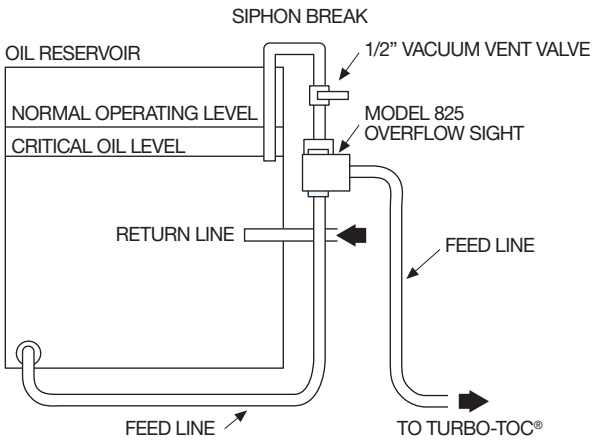 SIPHON BREAK
OIL RESERVOIR
1/2” VACUUM VENT VALVE
NORMAL OPERATING LEVEL
MODEL 825
OVERFLOW SIGHT
CRITICAL OIL LEVEL
RETURN LINE
FEED LINE
FEED LINE
TO TURBO-TOC®